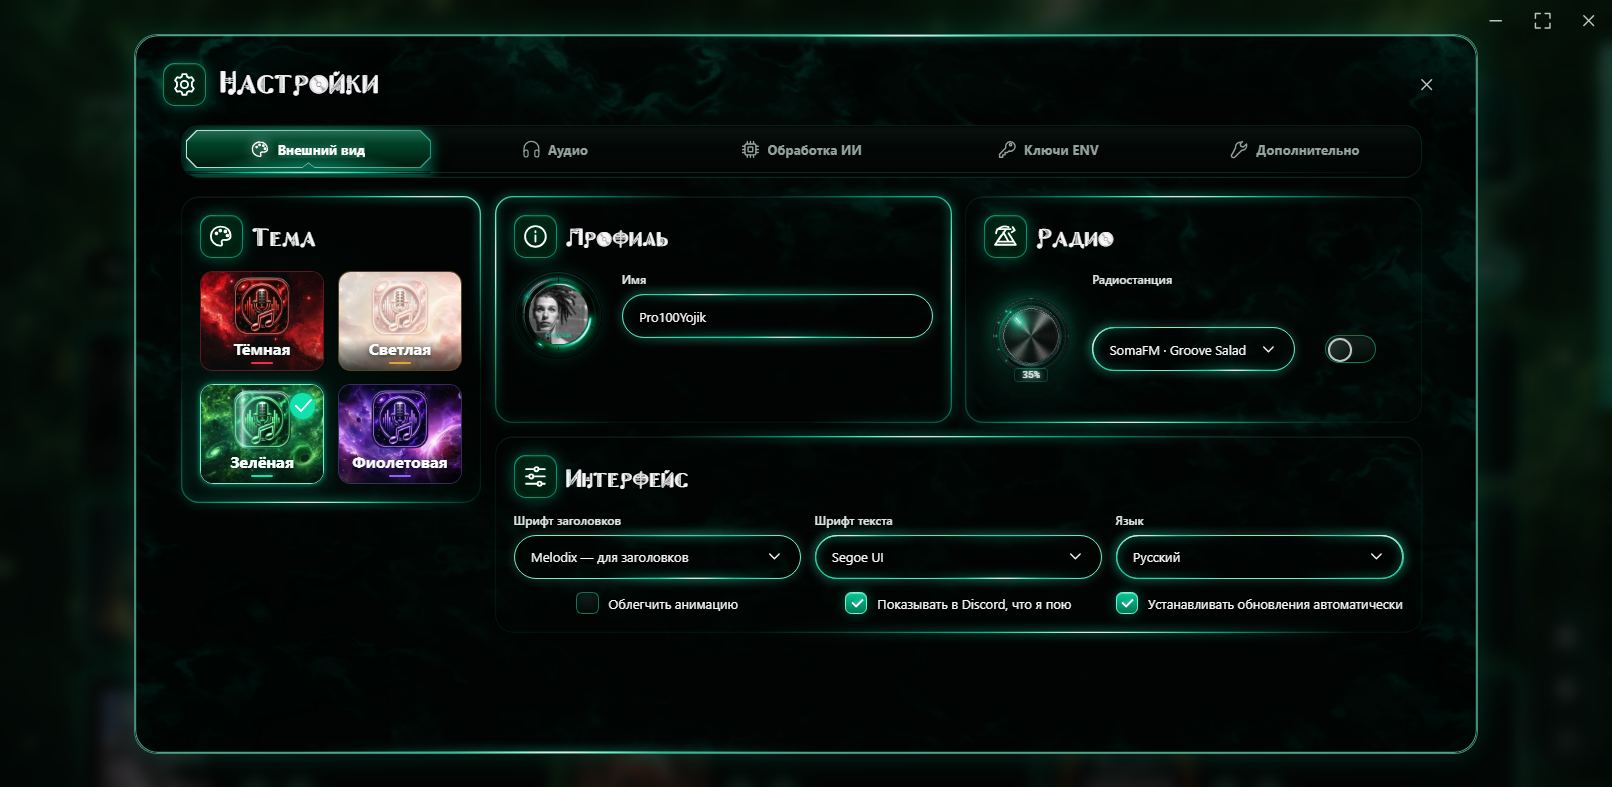 Настройки
Внешний вид
Аудио
Обработка ИИ
Ключи ENV
Дополнительно
Тема
Тёмная
Светлая
Зелёная
Фиолетовая
Профиль
Имя
Pro100Yojik
Радио
Радиостанция
35%
SomaFM · Groove Salad
Интерфейс
Шрифт заголовков
Шрифт текста
Язык
Melodix — для заголовков
Segoe UI
Русский
Облегчить анимацию
Показывать в Discord, что я пою
Устанавливать обновления автоматически